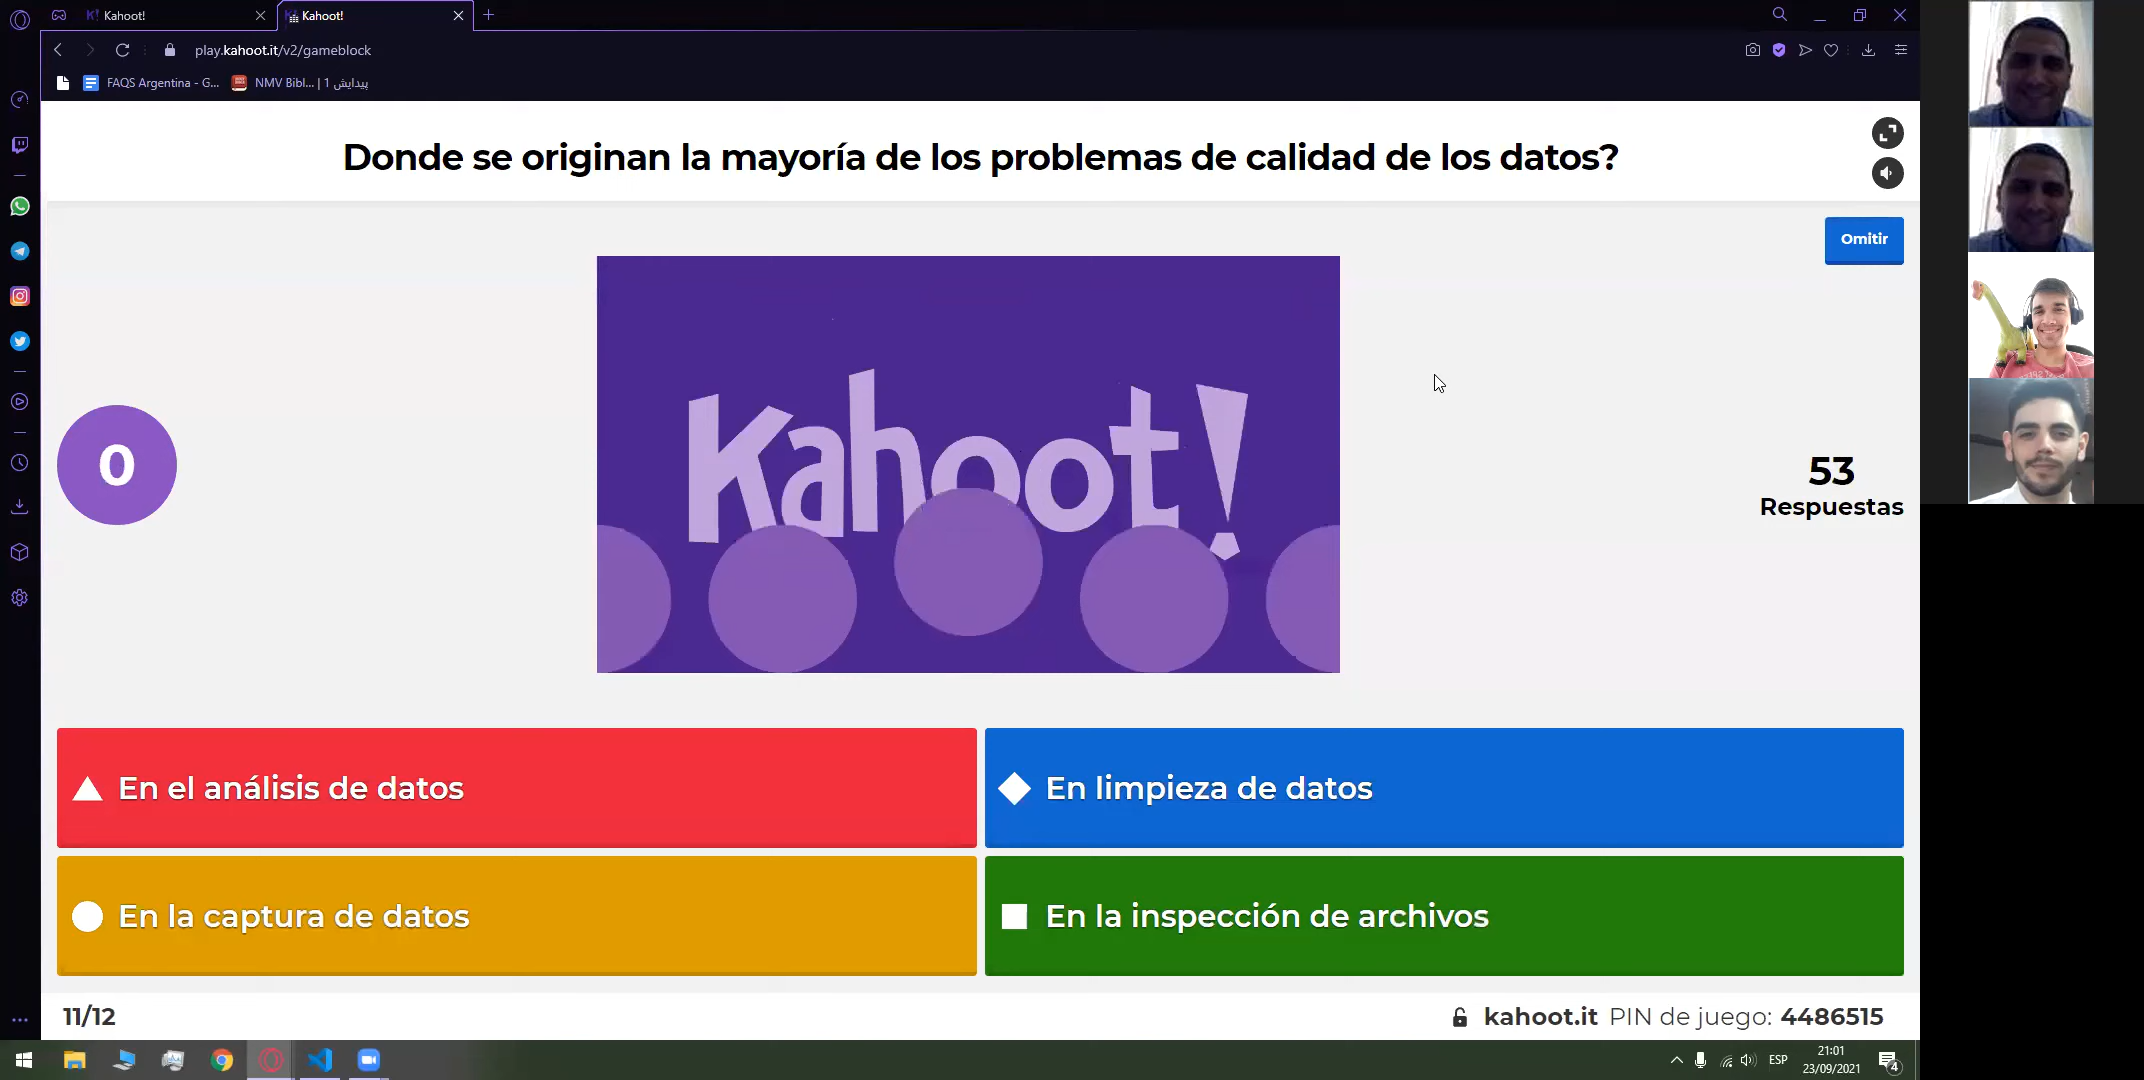 Kahoot!
Kahoot!
play.kahoot.it/v2/gameblock
FAQS Argentina - G...
NMV Bibl... | 1 پیدایش
Donde se originan la mayoría de los problemas de calidad de los datos?
Omitir
Kahoot!
0
53
Respuestas
En el análisis de datos
En limpieza de datos
En la captura de datos
En la inspección de archivos
11/12
kahoot.it PIN de juego: 4486515
ESP
21:01
23/09/2021
4